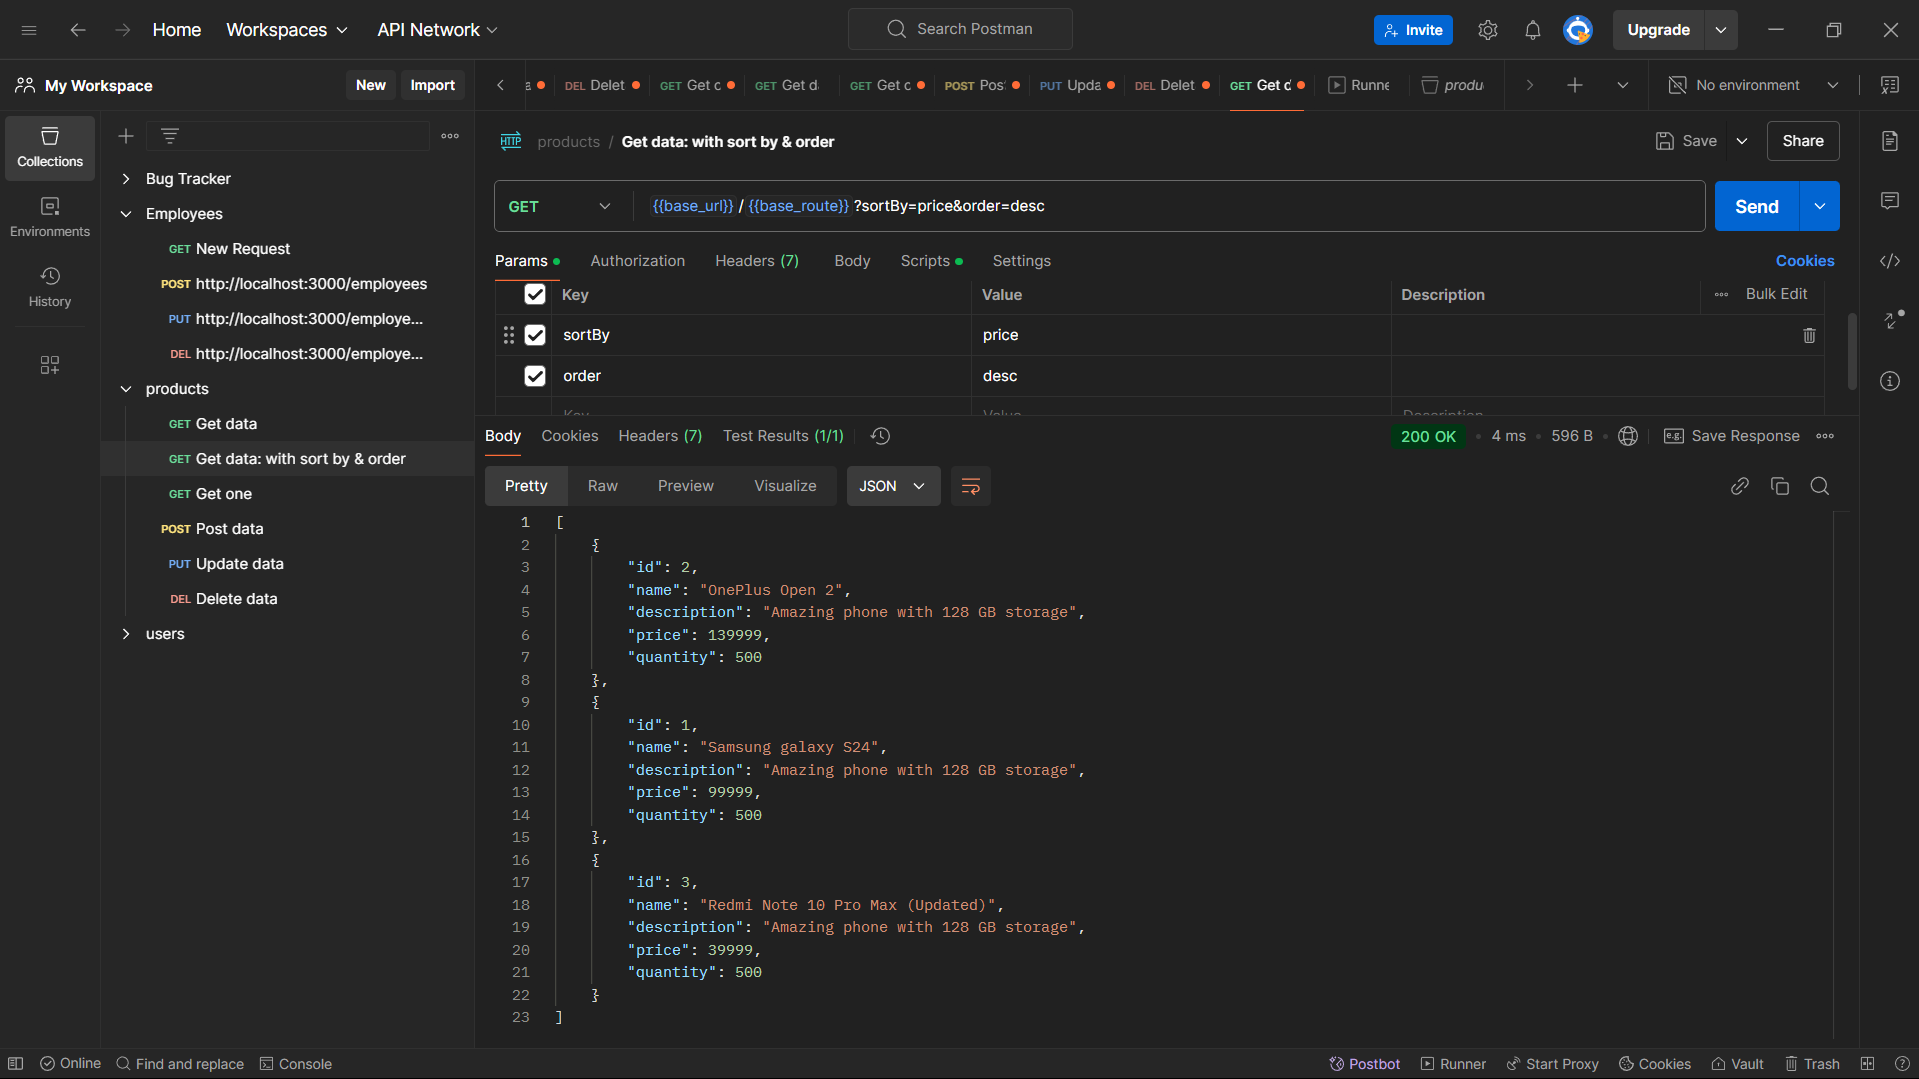 Home Workspaces API Network Search Postman Invite Upgrade
My Workspace New Import DEL Delet GET Get GET Get d GET Get POST Pos PUT Upda DEL Delet GET Get Runne produ No environment
Collections
Environments
History
Bug Tracker
Employees
GET New Request
POST http://localhost:3000/employees
PUT http://localhost:3000/employe...
DEL http://localhost:3000/employe...
products
GET Get data
GET Get data: with sort by & order
GET Get one
POST Post data
PUT Update data
DEL Delete data
users
HTTP products / Get data: with sort by & order Save Share
GET {{base_url}} / {{base_route}} ?sortBy=price&order=desc Send
Params Authorization Headers (7) Body Scripts Settings Cookies
Key Value Description Bulk Edit
sortBy price
order desc
Key Value Description
Body Cookies Headers (7) Test Results (1/1) 200 OK 4 ms 596 B e.g. Save Response
Pretty Raw Preview Visualize JSON
1 [
2 {
3 "id": 2,
4 "name": "OnePlus Open 2",
5 "description": "Amazing phone with 128 GB storage",
6 "price": 139999,
7 "quantity": 500
8 },
9 {
10 "id": 1,
11 "name": "Samsung galaxy S24",
12 "description": "Amazing phone with 128 GB storage",
13 "price": 99999,
14 "quantity": 500
15 },
16 {
17 "id": 3,
18 "name": "Redmi Note 10 Pro Max (Updated)",
19 "description": "Amazing phone with 128 GB storage",
20 "price": 39999,
21 "quantity": 500
22 }
23 ]
Online Find and replace Console Postbot Runner Start Proxy Cookies Vault Trash